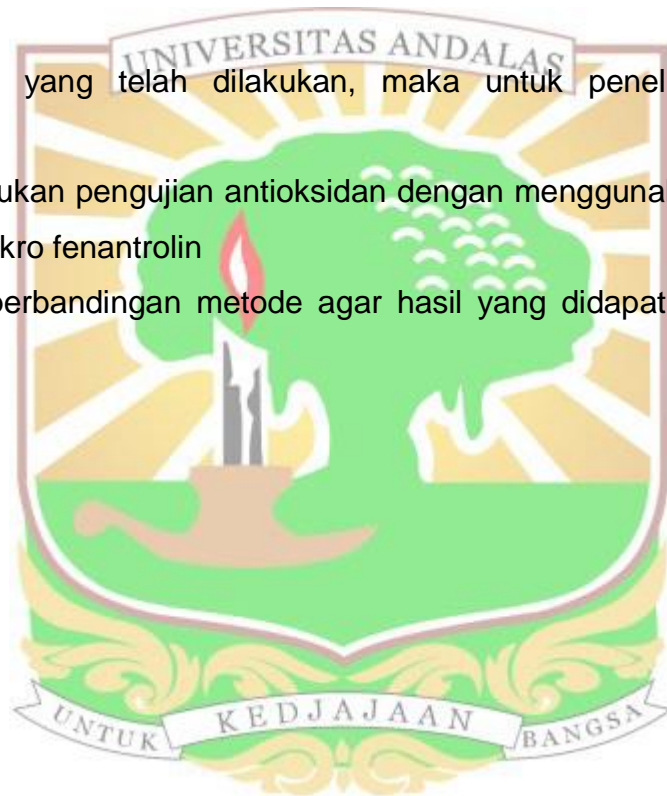 UNIVERSITAS ANDALAS
yang telah dilakukan, maka untuk penel
ukan pengujian antioksidan dengan mengguna
kro fenantrolin
perbandingan metode agar hasil yang didapat
UNTUK KEDJAJAAN BANGSA